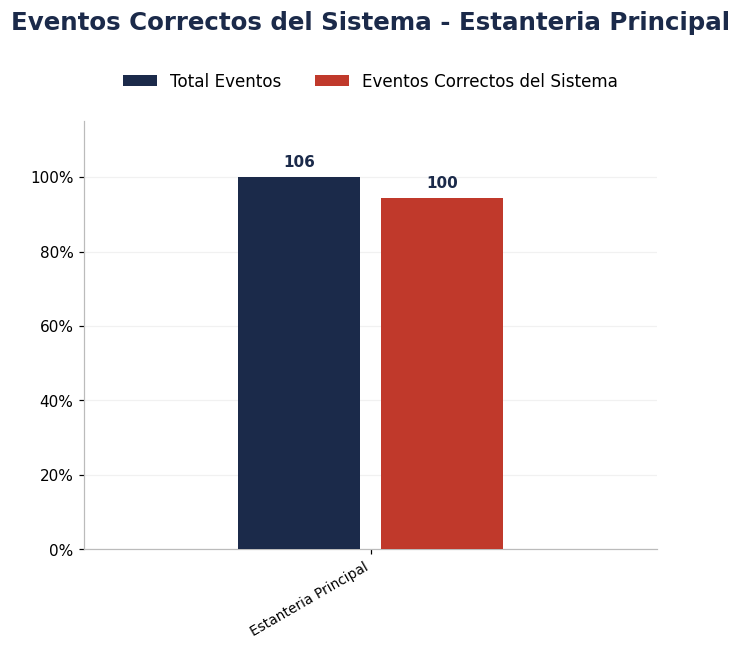 Eventos Correctos del Sistema - Estanteria Principal
Total Eventos
Eventos Correctos del Sistema
106
100
100%
80%
60%
40%
20%
0%
Estanteria Principal